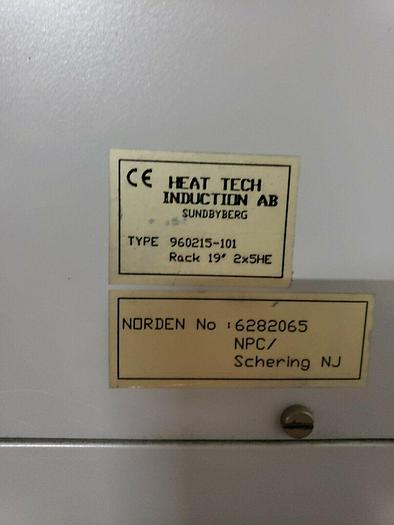 CE HEAT TECH
INDUCTION AB
SUNDBYBERG
TYPE 960215-101
Rack 19" 2x5HE
NORDEN No :6282065
NPC/
Schering NJ